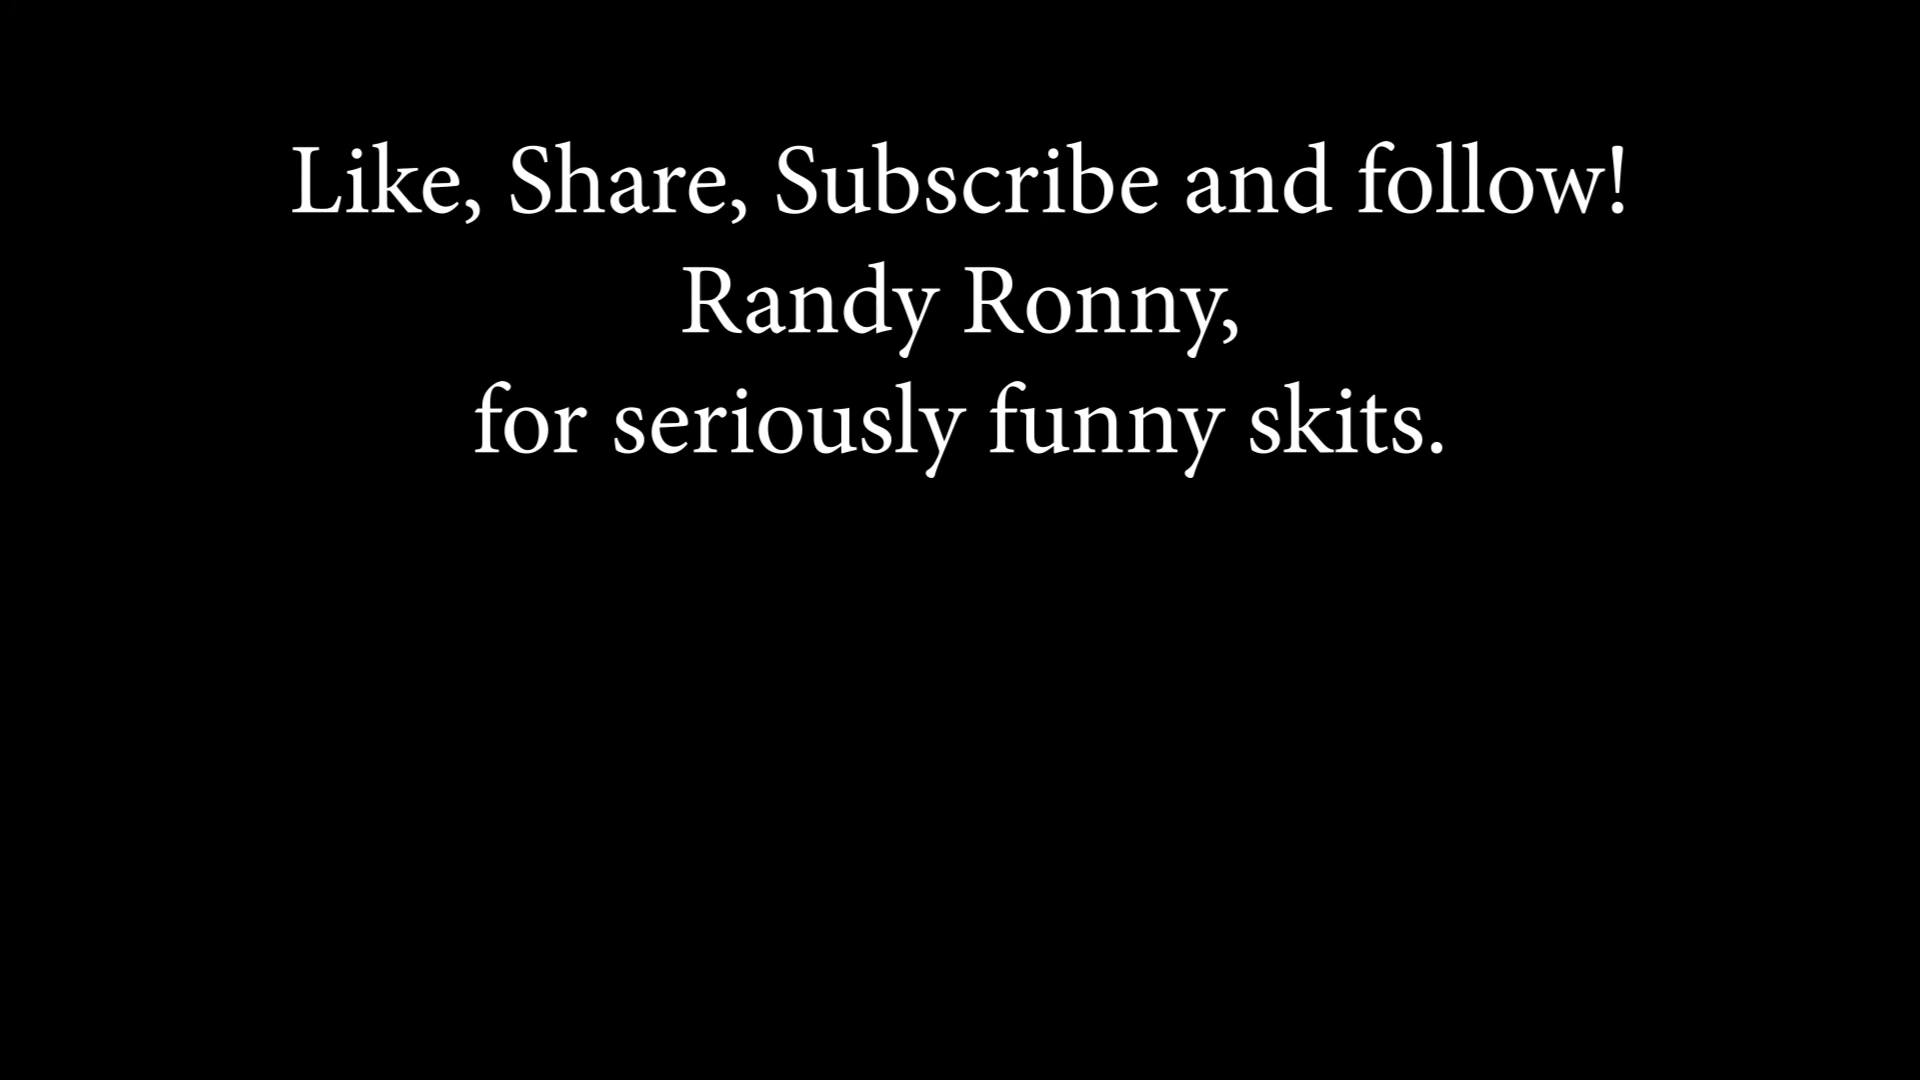 Like, Share, Subscribe and follow!
Randy Ronny,
for seriously funny skits.